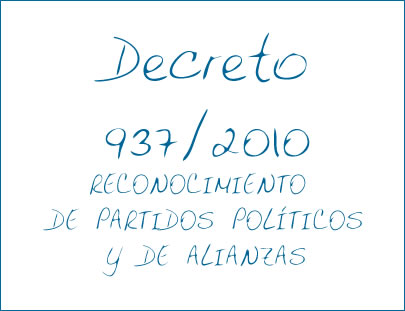 Decreto
937/2010
RECONOCIMIENTO
DE PARTIDOS POLÍTICOS
Y DE ALIANZAS